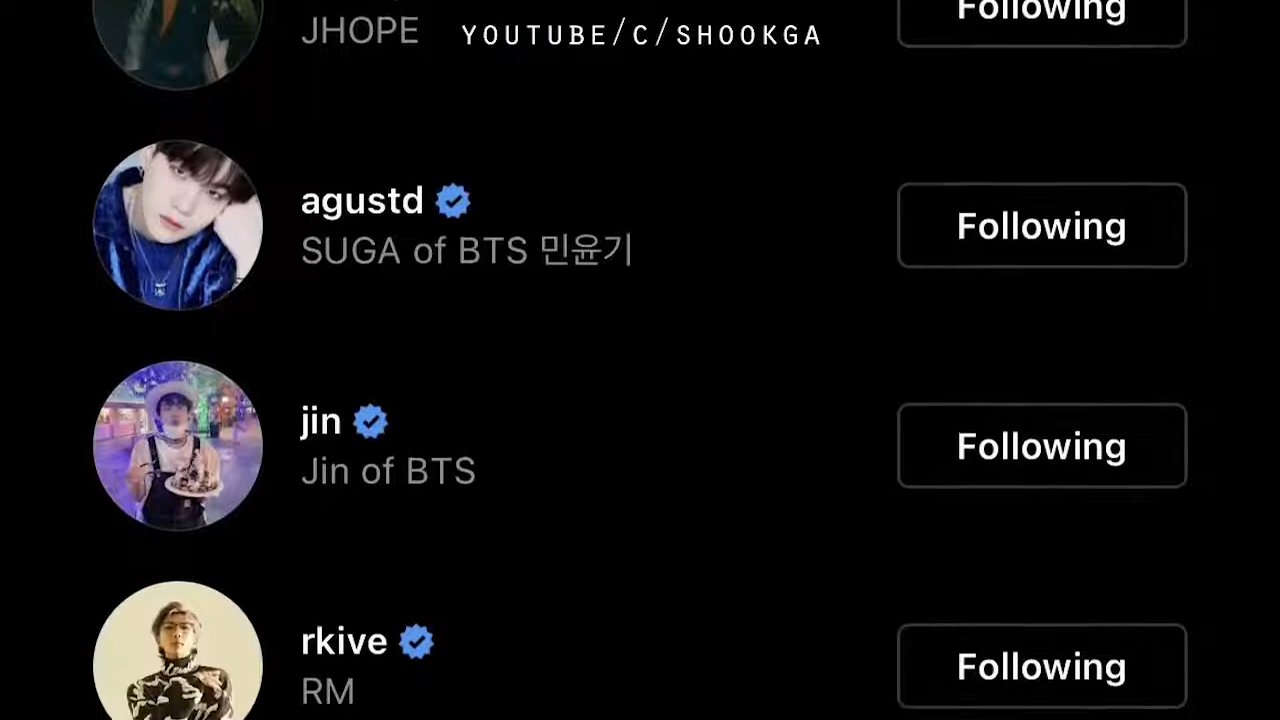 Following
JHOPE
YOUTUBE/C/SHOOKGA
agustd
SUGA of BTS 민윤기
Following
jin
Jin of BTS
Following
rkive
RM
Following